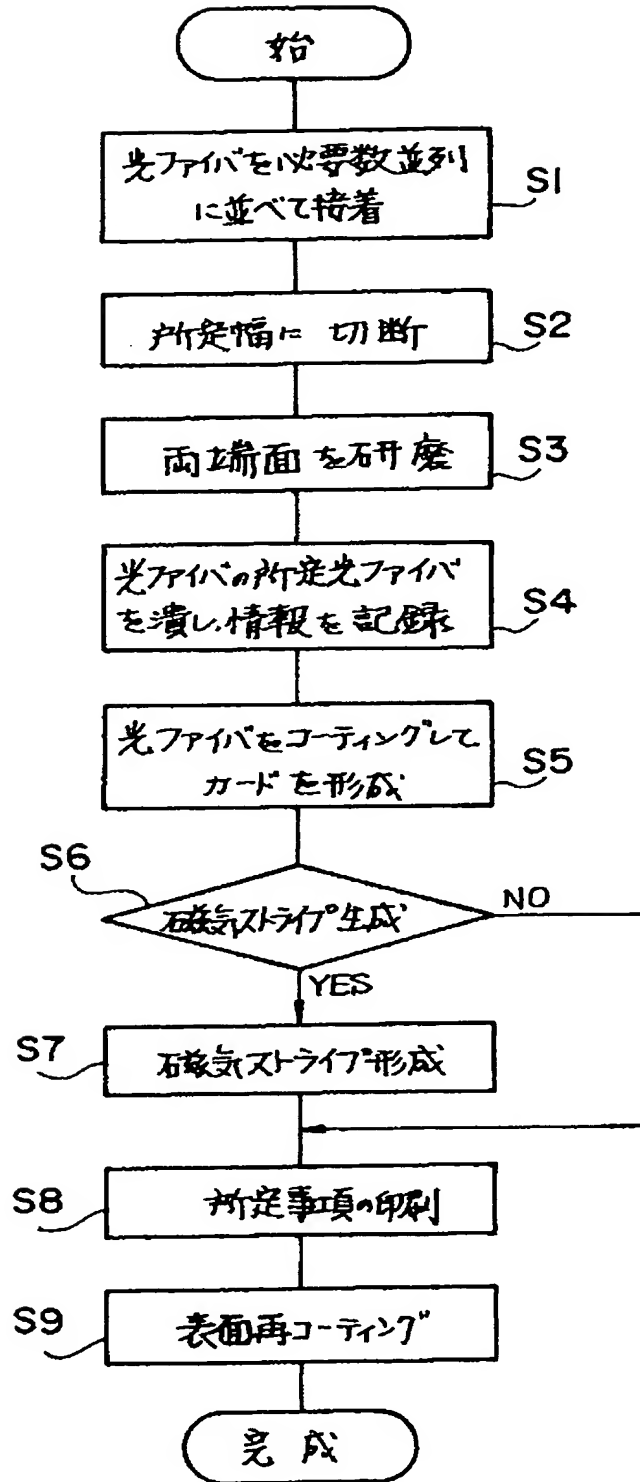 始
光ファイバを必要数並列
に並べて接着
S1
所定幅に 切断
S2
両端面を研磨
S3
光ファイバの所定光ファイバ
を潰し、情報を記録
S4
光ファイバをコーティングして
カードを形成
S5
S6
磁気ストライプ生成
NO
YES
S7
磁気ストライプ形成
S8
所定事項の印刷
S9
表面再コーティング
完 成